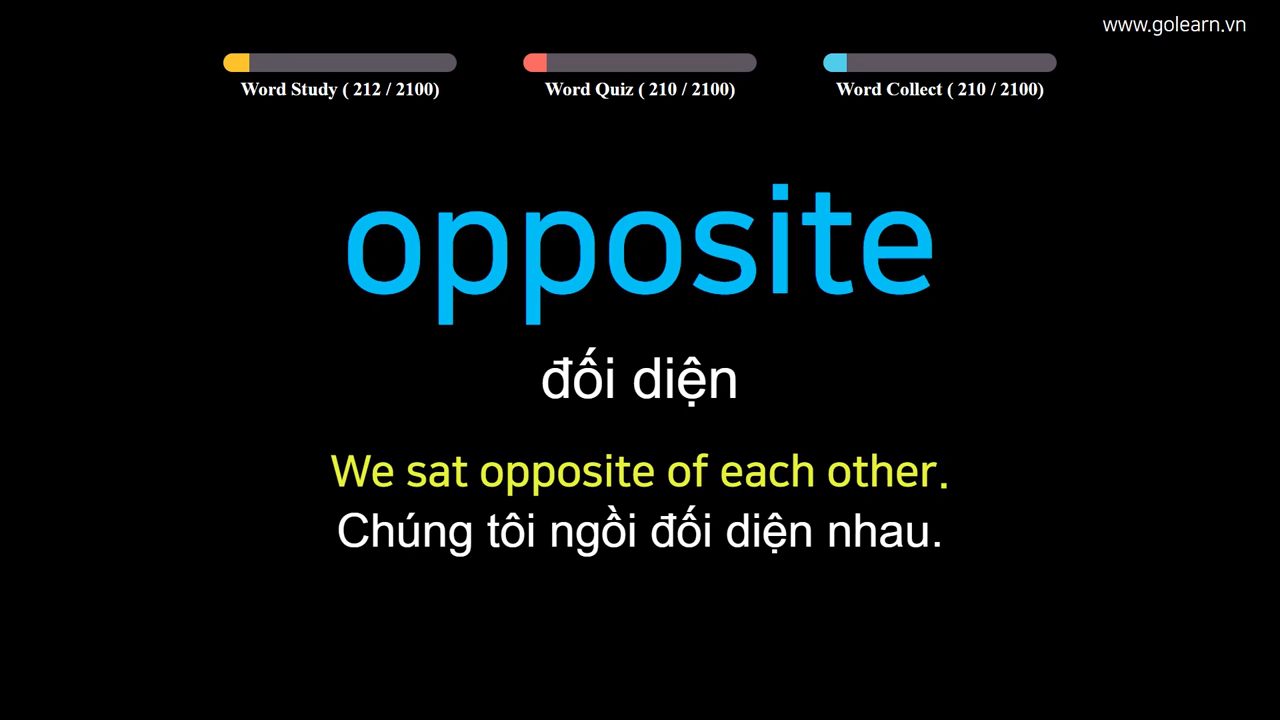 www.golearn.vn
Word Study ( 212 / 2100)
Word Quiz ( 210 / 2100)
Word Collect ( 210 / 2100)
opposite
đối diện
We sat opposite of each other.
Chúng tôi ngồi đối diện nhau.